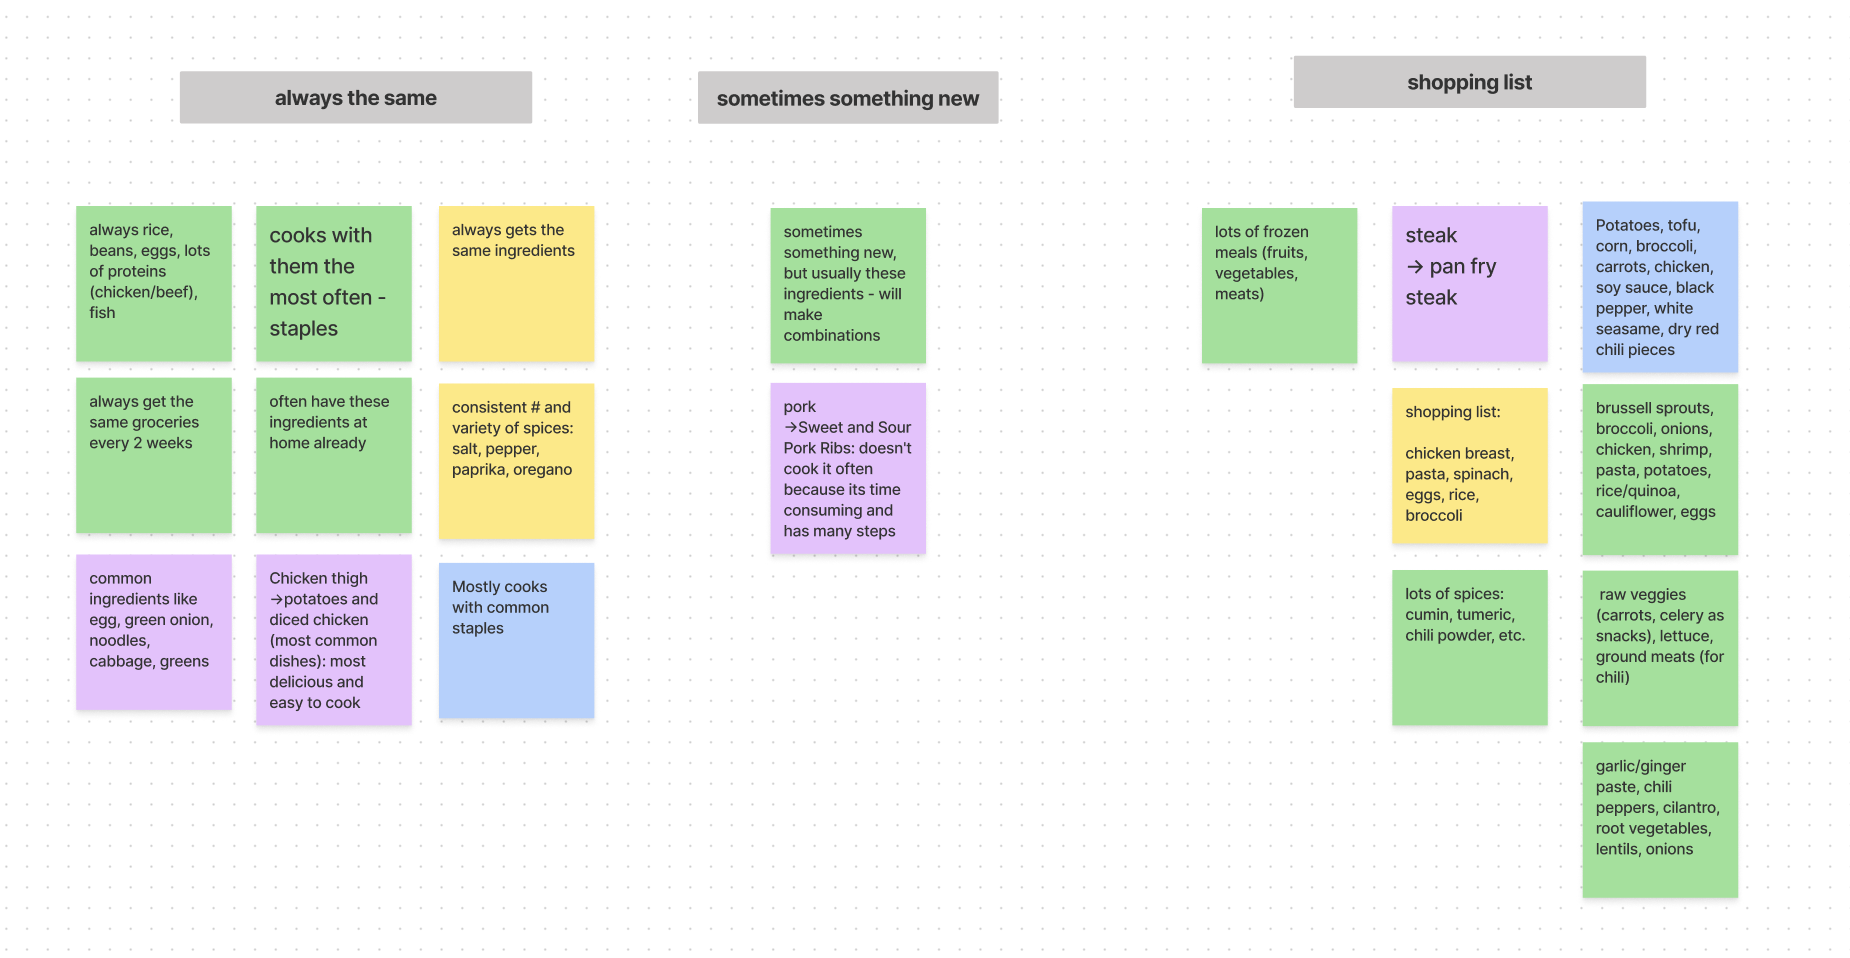 always the same
always rice,
beans, eggs, lots
of proteins
(chicken/beef),
fish
cooks with
them the
most often -
staples
always gets the
same ingredients
always get the
same groceries
every 2 weeks
often have these
ingredients at
home already
consistent # and
variety of spices:
salt, pepper,
paprika, oregano
common
ingredients like
egg, green onion,
noodles,
cabbage, greens
Chicken thigh
→potatoes and
diced chicken
(most common
dishes): most
delicious and
easy to cook
Mostly cooks
with common
staples
sometimes something new
sometimes
something new,
but usually these
ingredients - will
make
combinations
pork
→Sweet and Sour
Pork Ribs: doesn't
cook it often
because its time
consuming and
has many steps
shopping list
lots of frozen
meals (fruits,
vegetables,
meats)
steak
→ pan fry
steak
Potatoes, tofu,
corn, broccoli,
carrots, chicken,
soy sauce, black
pepper, white
seasame, dry red
chili pieces
shopping list:
chicken breast,
pasta, spinach,
eggs, rice,
broccoli
brussell sprouts,
broccoli, onions,
chicken, shrimp,
pasta, potatoes,
rice/quinoa,
cauliflower, eggs
lots of spices:
cumin, tumeric,
chili powder, etc.
raw veggies
(carrots, celery as
snacks), lettuce,
ground meats (for
chili)
garlic/ginger
paste, chili
peppers, cilantro,
root vegetables,
lentils, onions